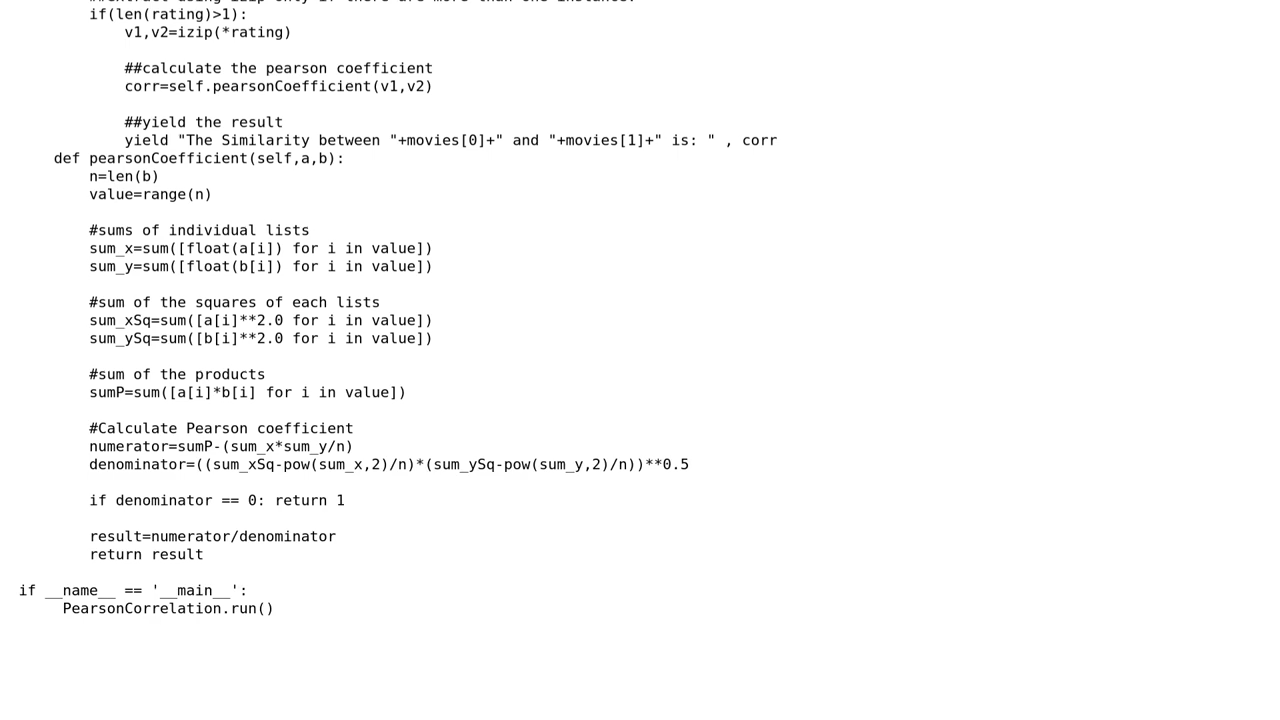 if(len(rating)>1):
v1,v2=izip(*rating)
##calculate the pearson coefficient
corr=self.pearsonCoefficient(v1,v2)
##yield the result
yield "The Similarity between "+movies[0]+" and "+movies[1]+" is: " , corr
def pearsonCoefficient(self,a,b):
n=len(b)
value=range(n)
#sums of individual lists
sum_x=sum([float(a[i]) for i in value])
sum_y=sum([float(b[i]) for i in value])
#sum of the squares of each lists
sum_xSq=sum([a[i]**2.0 for i in value])
sum_ySq=sum([b[i]**2.0 for i in value])
#sum of the products
sumP=sum([a[i]*b[i] for i in value])
#Calculate Pearson coefficient
numerator=sumP-(sum_x*sum_y/n)
denominator=((sum_xSq-pow(sum_x,2)/n)*(sum_ySq-pow(sum_y,2)/n))**0.5
if denominator == 0: return 1
result=numerator/denominator
return result
if __name__ == '__main__':
PearsonCorrelation.run()